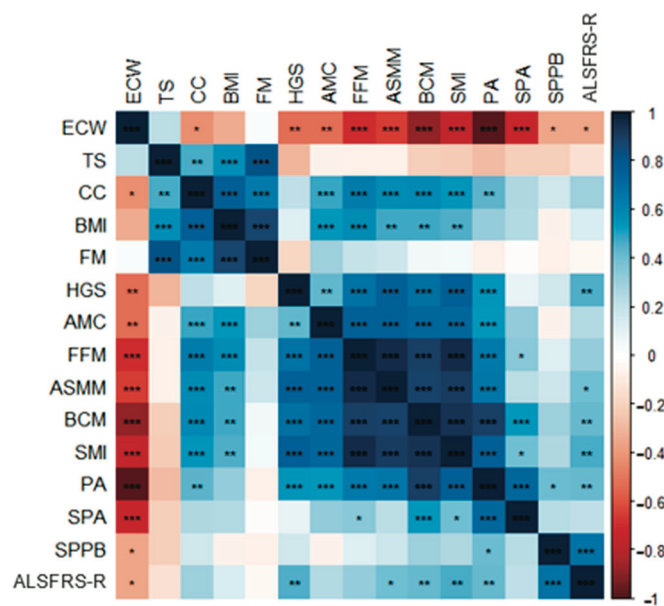 ECW TS CC BMI FM HGS AMC FFM ASMM BCM SMI PA SPA SPPB ALSFRS-R
ECW *** * ** ** *** *** *** *** *** *** * *
TS *** ** *** ***
CC * ** *** *** *** *** *** *** *** *** **
BMI *** *** *** *** *** *** ** ** **
FM *** *** *** ***
HGS ** *** ** *** *** *** *** *** **
AMC ** *** *** ** *** *** *** *** *** ***
FFM *** *** *** *** *** *** *** *** *** *** *
ASMM *** *** ** *** *** *** *** *** *** *** *
BCM *** *** ** *** *** *** *** *** *** *** *** **
SMI *** *** ** *** *** *** *** *** *** *** * **
PA *** ** *** *** *** *** *** *** *** *** * **
SPA *** * *** * *** ***
SPPB * * *** ***
ALSFRS-R * ** * ** ** ** *** ***
1
0.8
0.6
0.4
0.2
0
-0.2
-0.4
-0.6
-0.8
-1